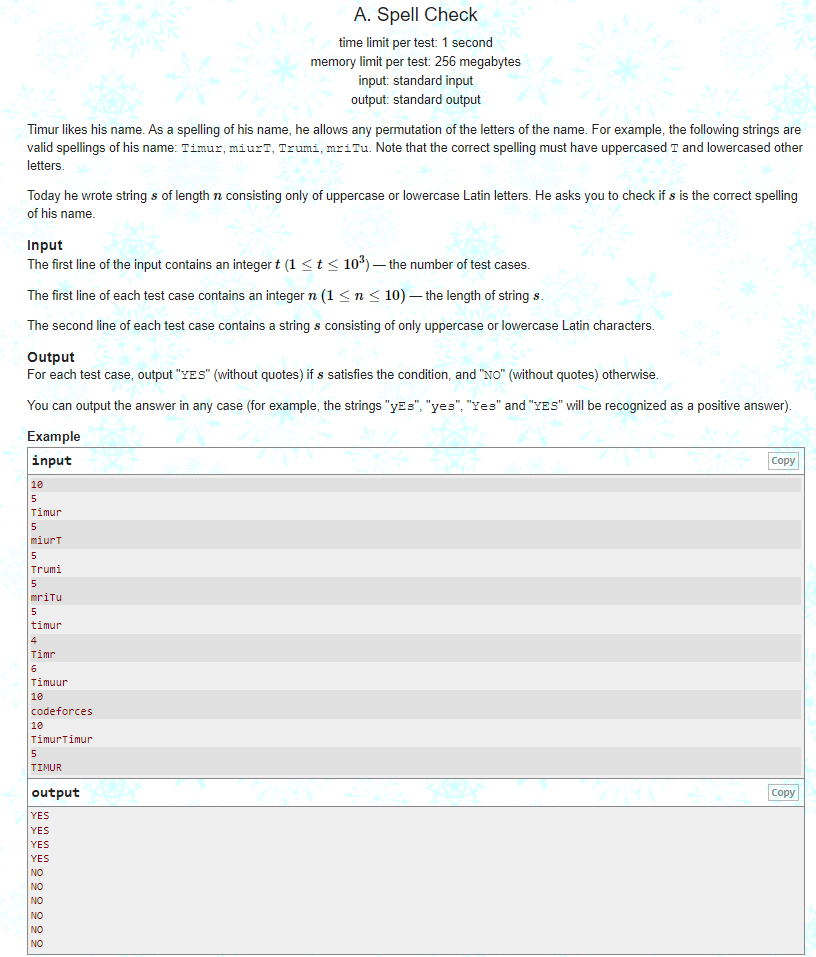 A. Spell Check
time limit per test: 1 second
memory limit per test: 256 megabytes
input: standard input
output: standard output
Timur likes his name. As a spelling of his name, he allows any permutation of the letters of the name. For example, the following strings are
valid spellings of his name: Timur, miurT, Trumi, mriTu. Note that the correct spelling must have uppercased T and lowercased other
letters.
Today he wrote string s of length n consisting only of uppercase or lowercase Latin letters. He asks you to check if s is the correct spelling
of his name.
Input
The first line of the input contains an integer t (1 ≤ t ≤ 10³) — the number of test cases.
The first line of each test case contains an integer n (1 ≤ n ≤ 10) — the length of string s.
The second line of each test case contains a string s consisting of only uppercase or lowercase Latin characters.
Output
For each test case, output "YES" (without quotes) if s satisfies the condition, and "NO" (without quotes) otherwise.
You can output the answer in any case (for example, the strings "yEs", "yes", "Yes" and "YES" will be recognized as a positive answer).
Example
input
Copy
10
5
Timur
5
miurT
5
Trumi
5
mriTu
5
timur
4
Timr
6
Timuur
10
codeforces
10
TimurTimur
5
TIMUR
output
Copy
YES
YES
YES
YES
NO
NO
NO
NO
NO
NO